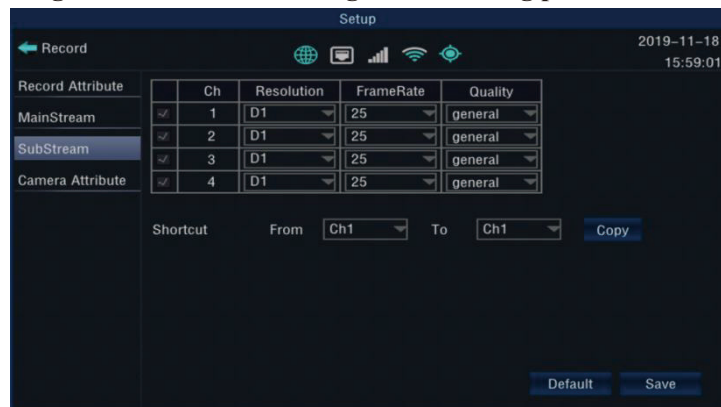 Setup
Record
2019-11-18
15:59:01
Record Attribute
MainStream
SubStream
Camera Attribute
Ch Resolution FrameRate Quality
1 D1 25 general
2 D1 25 general
3 D1 25 general
4 D1 25 general
Shortcut From Ch1 To Ch1 Copy
Default Save